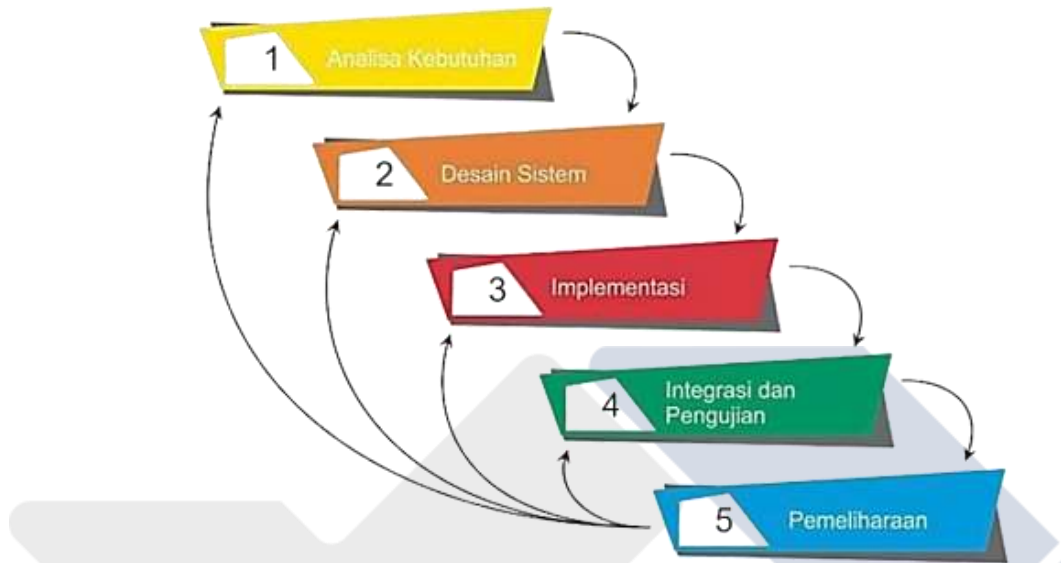 1 Analisa Kebutuhan
2 Desain Sistem
3 Implementasi
4 Integrasi dan
Pengujian
5 Pemeliharaan